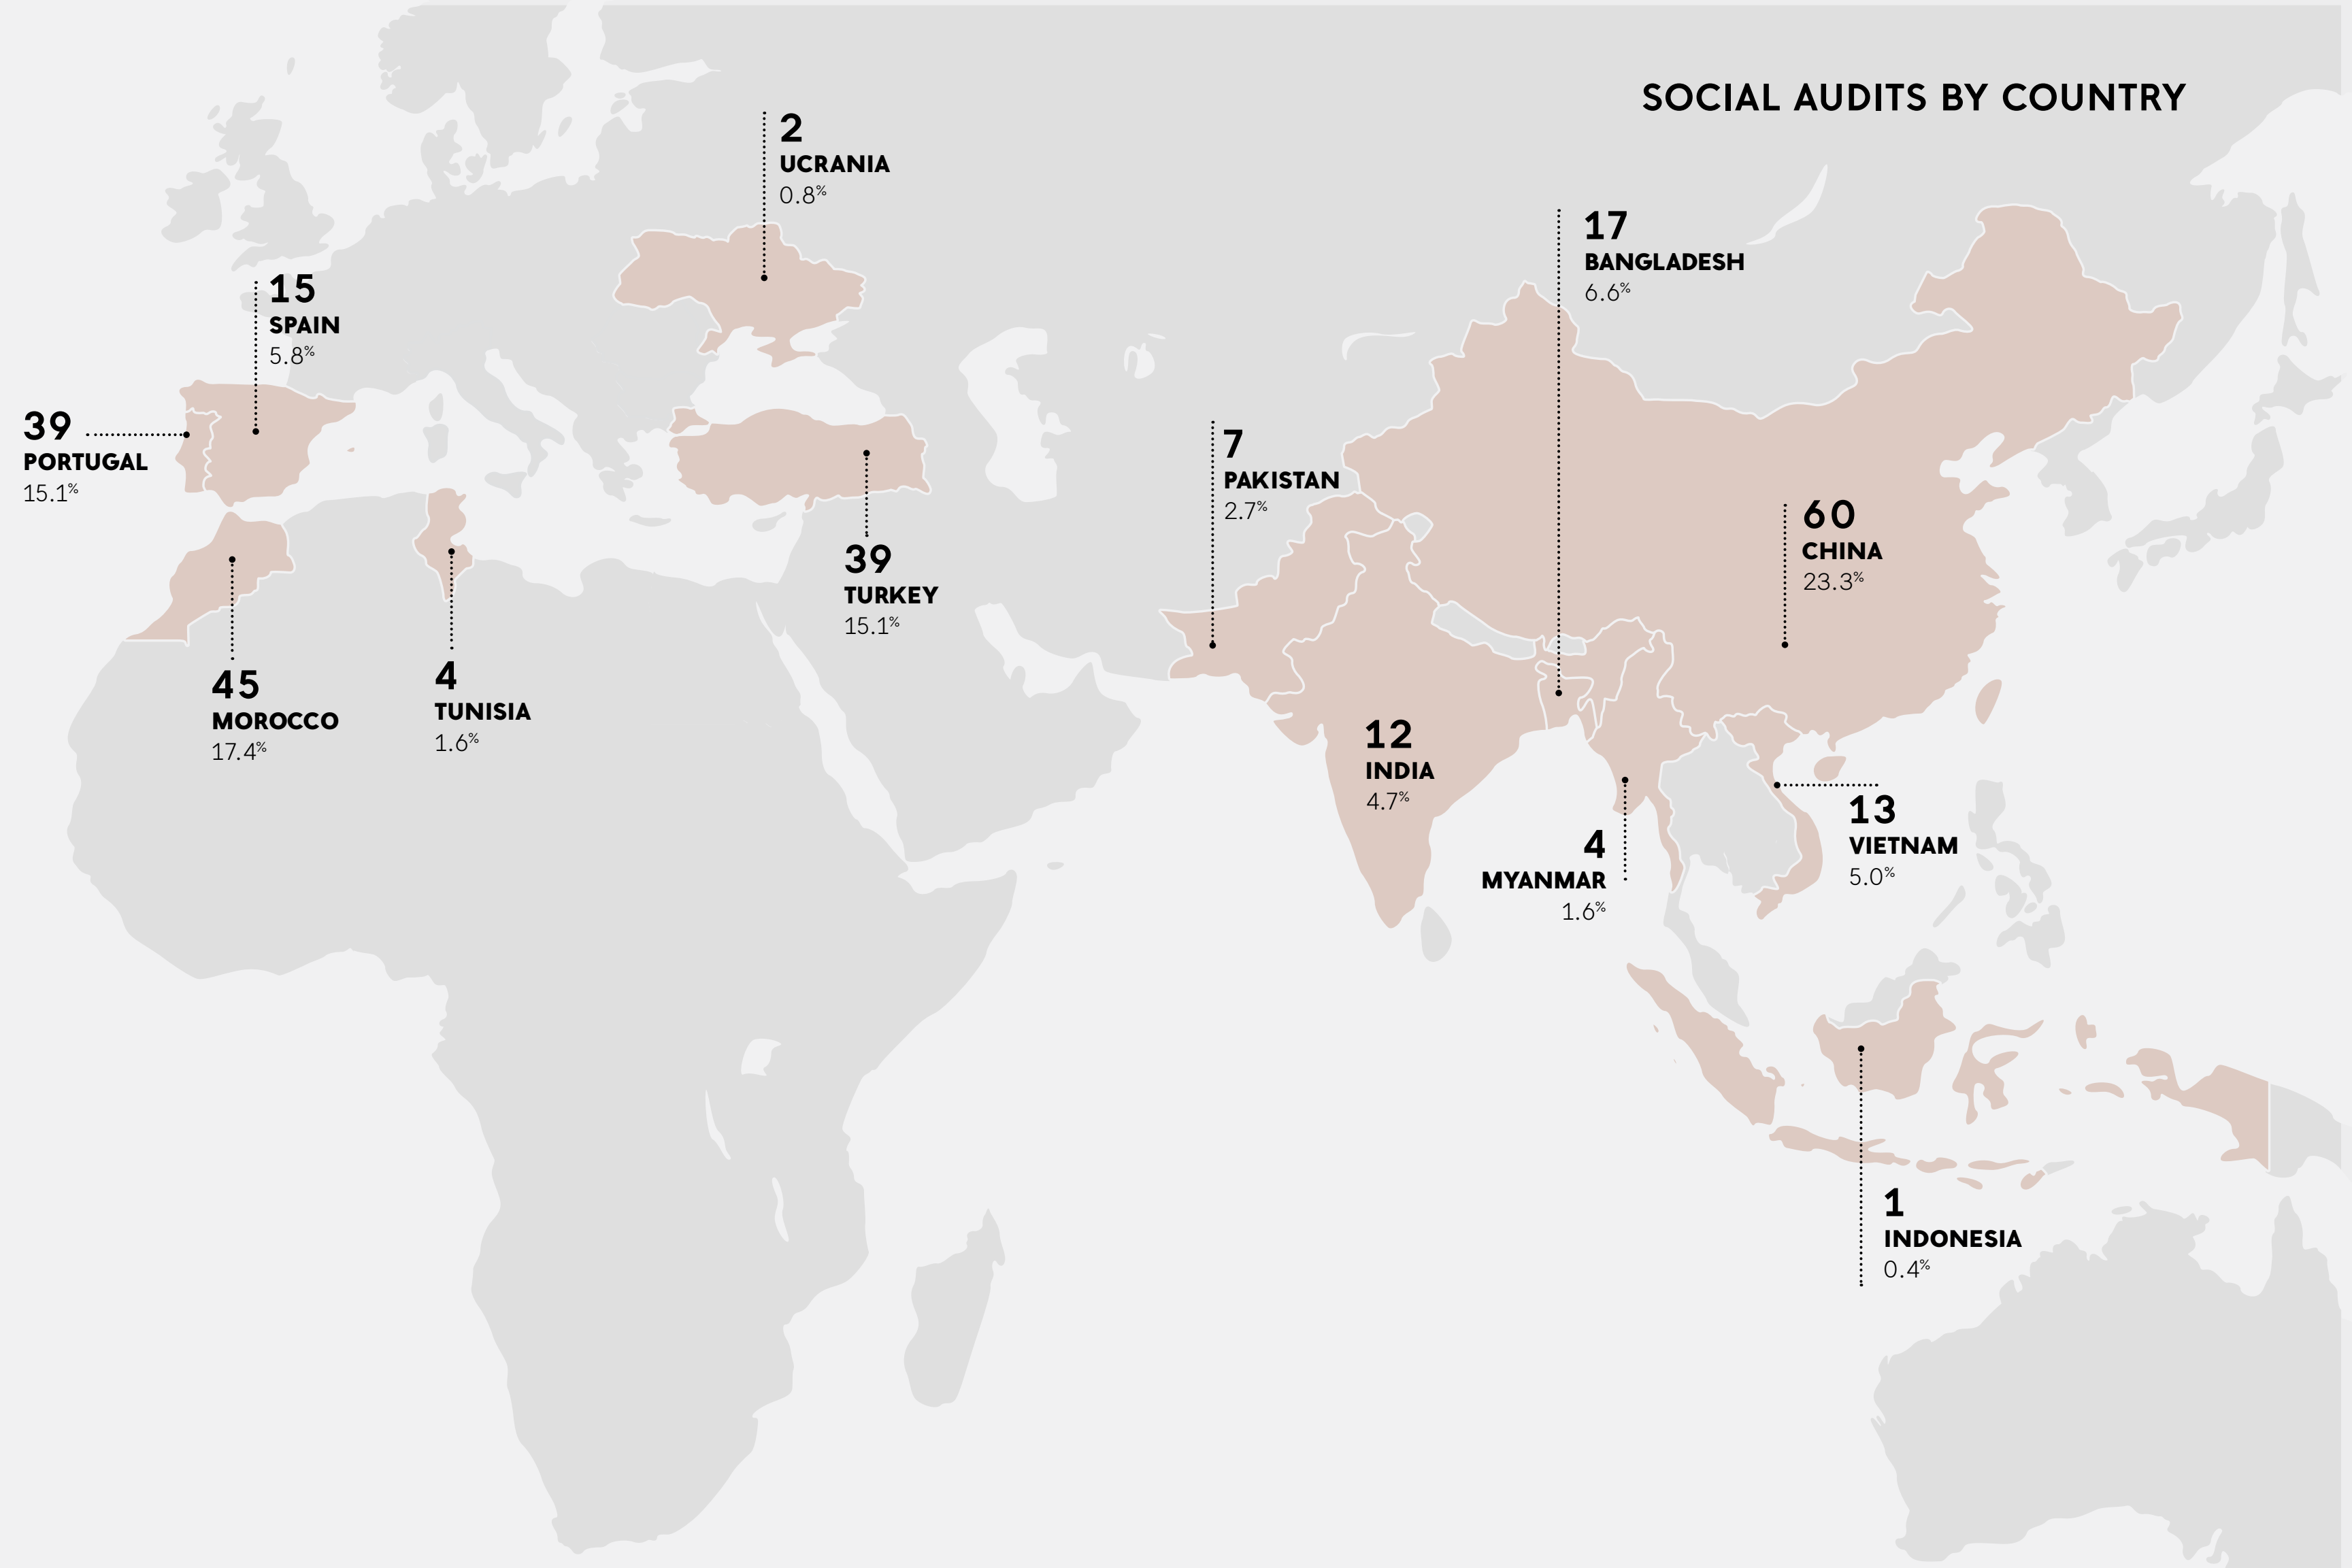 SOCIAL AUDITS BY COUNTRY
2
UCRANIA
0.8%
17
BANGLADESH
6.6%
15
SPAIN
5.8%
39
PORTUGAL
15.1%
7
PAKISTAN
2.7%
60
CHINA
23.3%
39
TURKEY
15.1%
45
MOROCCO
17.4%
4
TUNISIA
1.6%
12
INDIA
4.7%
13
VIETNAM
5.0%
4
MYANMAR
1.6%
1
INDONESIA
0.4%